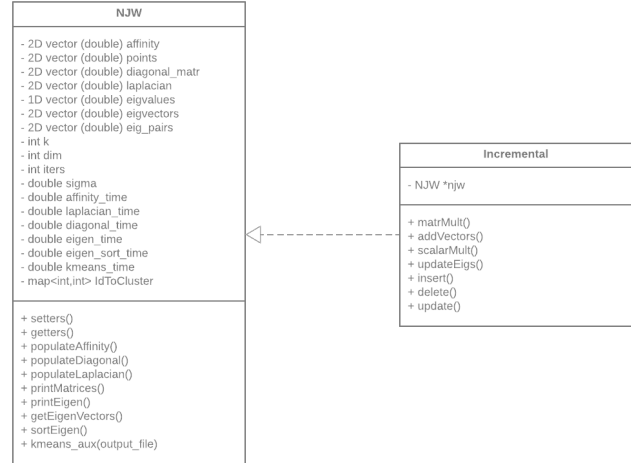 NJW
- 2D vector (double) affinity
- 2D vector (double) points
- 2D vector (double) diagonal_matr
- 2D vector (double) laplacian
- 1D vector (double) eigvalues
- 2D vector (double) eigvectors
- 2D vector (double) eig_pairs
- int k
- int dim
- int iters
- double sigma
- double affinity_time
- double laplacian_time
- double diagonal_time
- double eigen_time
- double eigen_sort_time
- double kmeans_time
- map<int,int> IdToCluster
+ setters()
+ getters()
+ populateAffinity()
+ populateDiagonal()
+ populateLaplacian()
+ printMatrices()
+ printEigen()
+ getEigenVectors()
+ sortEigen()
+ kmeans_aux(output_file)
Incremental
- NJW *njw
+ matrMult()
+ addVectors()
+ scalarMult()
+ updateEigs()
+ insert()
+ delete()
+ update()